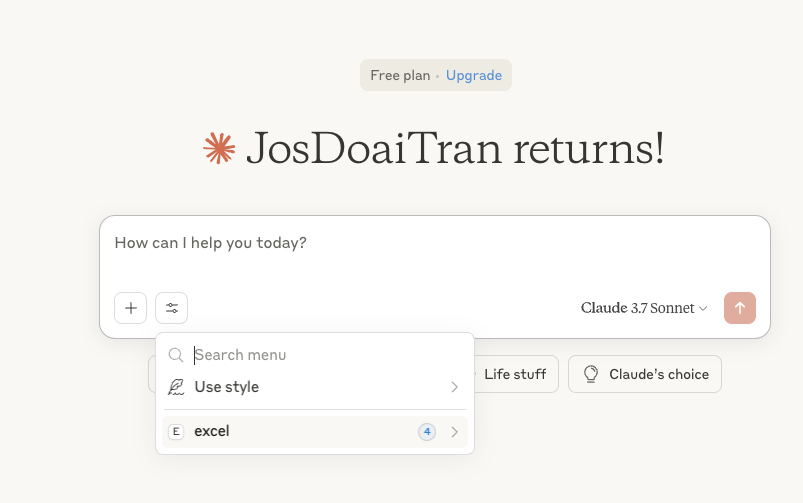 Free plan • Upgrade
JosDoaiTran returns!
How can I help you today?
Claude 3.7 Sonnet
Search menu
Use style
Life stuff
Claude's choice
E excel 4